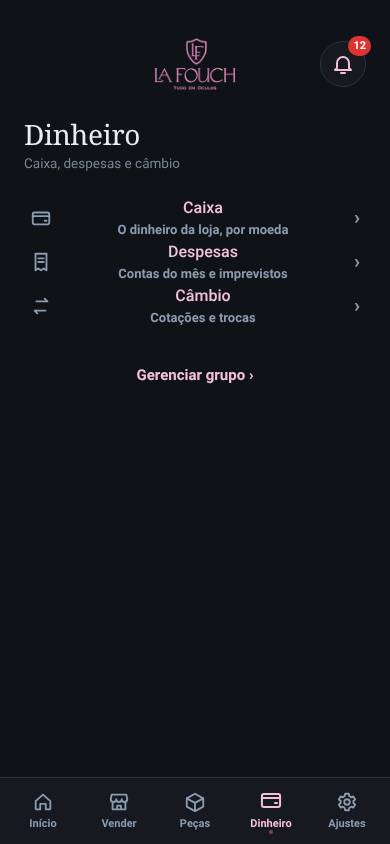 LF
LA FOUCH
TUDO EM ÓCULOS
12
Dinheiro
Caixa, despesas e câmbio
Caixa
O dinheiro da loja, por moeda
›
Despesas
Contas do mês e imprevistos
›
Câmbio
Cotações e trocas
›
Gerenciar grupo ›
Início
Vender
Peças
Dinheiro
Ajustes